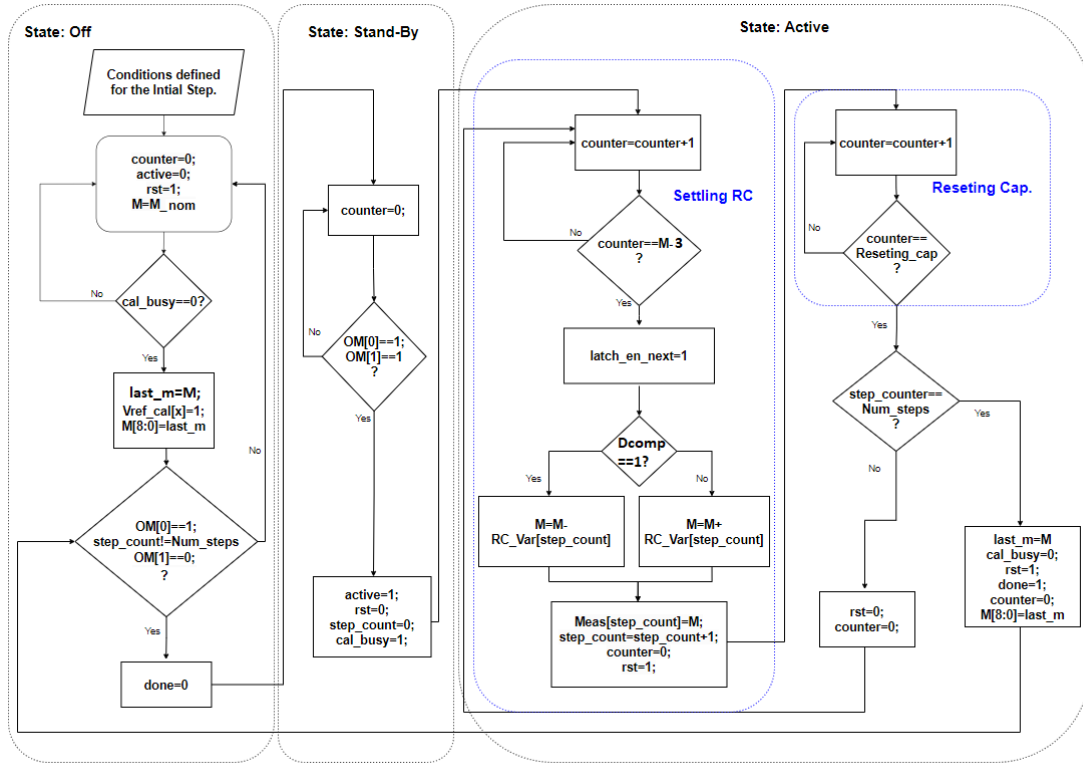 State: Off
Conditions defined
for the Intial Step.
counter=0;
active=0;
rst=1;
M=M_nom
No
cal_busy==0?
Yes
last_m=M;
Vref_cal[x]=1;
M[8:0]=last_m
No
OM[0]==1;
step_count!=Num_steps
OM[1]==0;
?
Yes
done=0
State: Stand-By
counter=0;
No
OM[0]==1;
OM[1]==1
?
Yes
active=1;
rst=0;
step_count=0;
cal_busy=1;
State: Active
counter=counter+1
Settling RC
No
counter==M-3
?
Yes
latch_en_next=1
Dcomp
==1?
Yes
No
M=M-
RC_Var[step_count]
M=M+
RC_Var[step_count]
Meas[step_count]=M;
step_count=step_count+1;
counter=0;
rst=1;
counter=counter+1
Reseting Cap.
No
counter==
Reseting_cap
?
Yes
step_counter==
Num_steps
?
Yes
No
rst=0;
counter=0;
last_m=M
cal_busy=0;
rst=1;
done=1;
counter=0;
M[8:0]=last_m